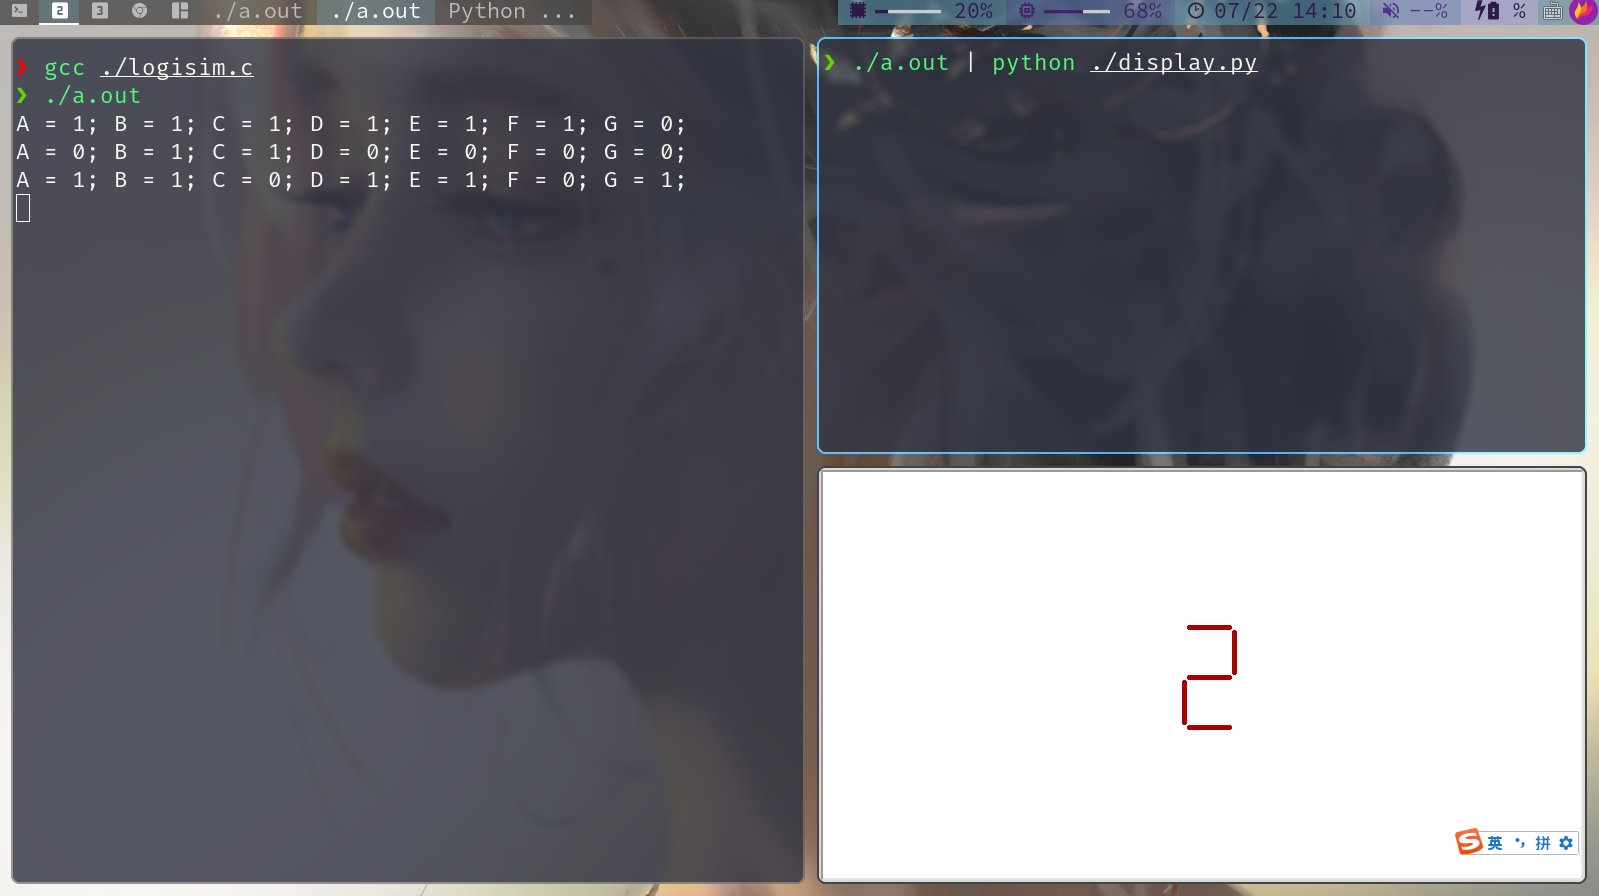 2 3 ./a.out ./a.out Python ... 20% 68% 07/22 14:10 --% %
❯ gcc ./logisim.c
❯ ./a.out
A = 1; B = 1; C = 1; D = 1; E = 1; F = 1; G = 0;
A = 0; B = 1; C = 1; D = 0; E = 0; F = 0; G = 0;
A = 1; B = 1; C = 0; D = 1; E = 1; F = 0; G = 1;
❯ ./a.out | python ./display.py
2
S 英 拼